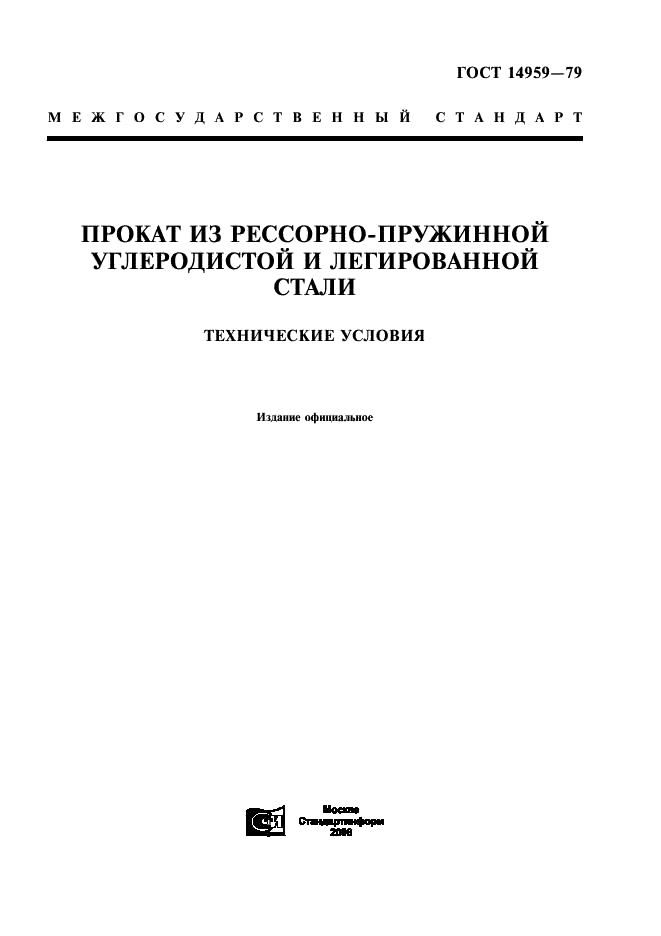 ГОСТ 14959—79
МЕЖГОСУДАРСТВЕННЫЙ СТАНДАРТ
ПРОКАТ ИЗ РЕССОРНО-ПРУЖИННОЙ
УГЛЕРОДИСТОЙ И ЛЕГИРОВАННОЙ
СТАЛИ
ТЕХНИЧЕСКИЕ УСЛОВИЯ
Издание официальное
Москва
Стандартинформ